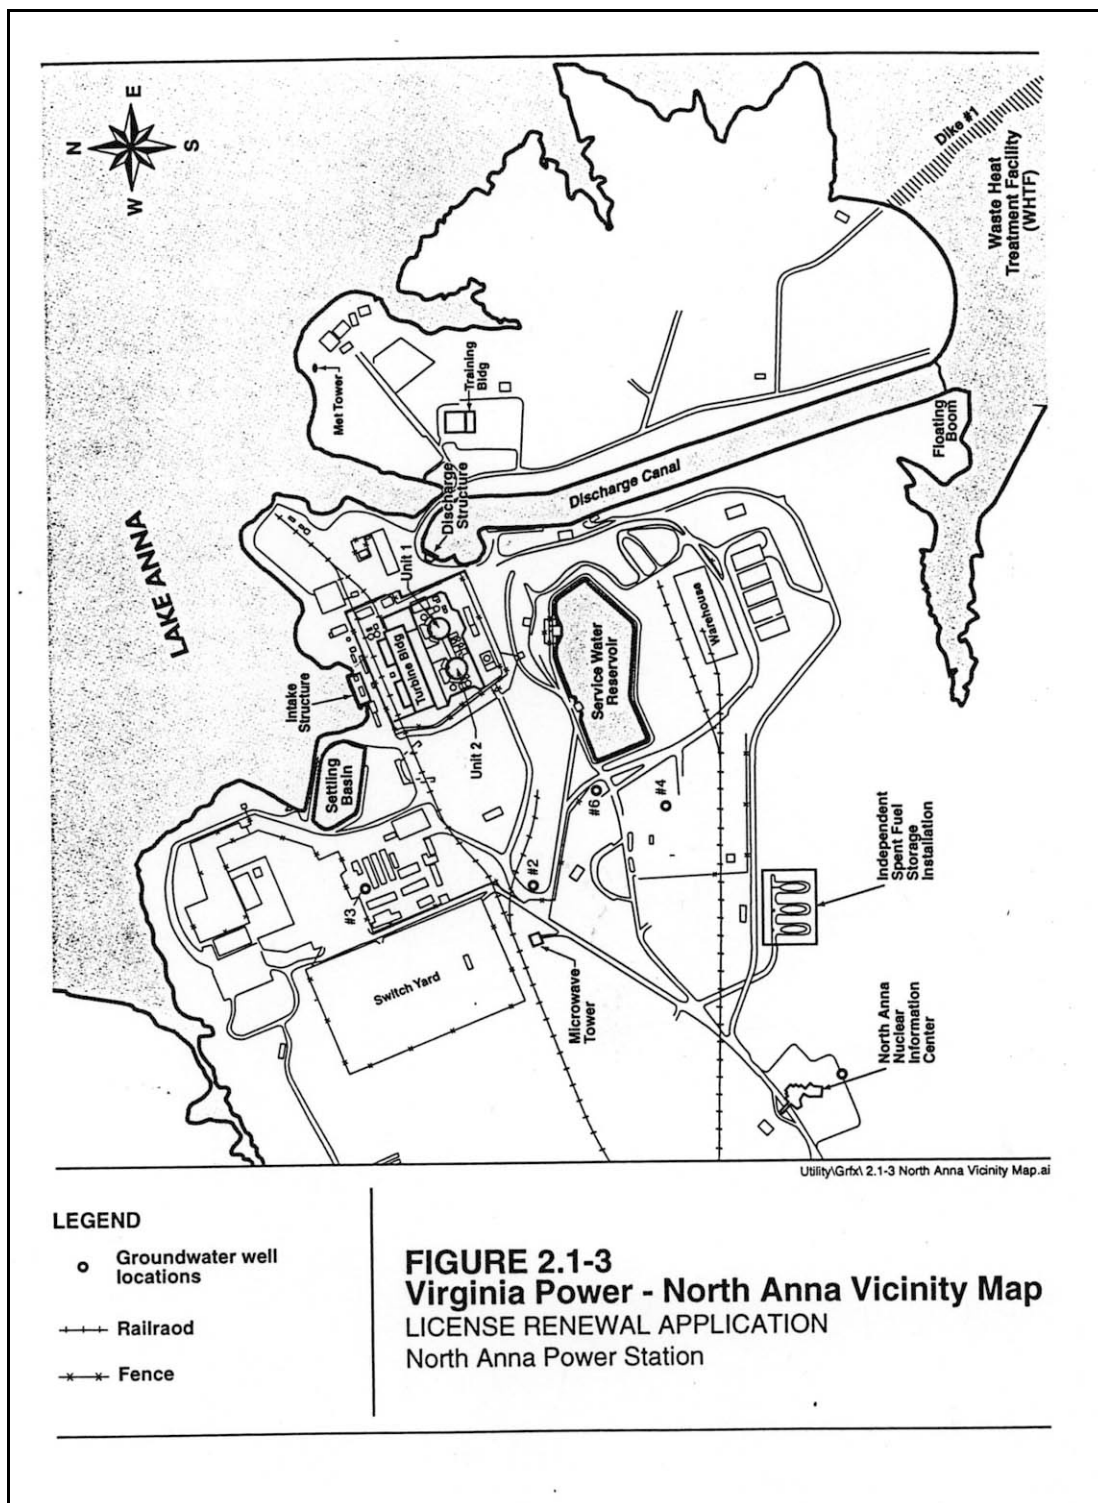 N
E
S
W
LAKE ANNA
Dike #1
Waste Heat
Treatment Facility
(WHTF)
Met Tower
Training
Bldg
Discharge
Structure
Discharge Canal
Floating
Boom
Unit 1
Turbine Bldg
Unit 2
Intake
Structure
Settling
Basin
Service Water
Reservoir
Warehouse
#6
#4
#2
#3
Switch Yard
Microwave
Tower
Independent
Spent Fuel
Storage
Installation
North Anna
Nuclear
Information
Center
Utility\Grfx\ 2.1-3 North Anna Vicinity Map.ai
LEGEND
Groundwater well
locations
Railraod
Fence
FIGURE 2.1-3
Virginia Power - North Anna Vicinity Map
LICENSE RENEWAL APPLICATION
North Anna Power Station